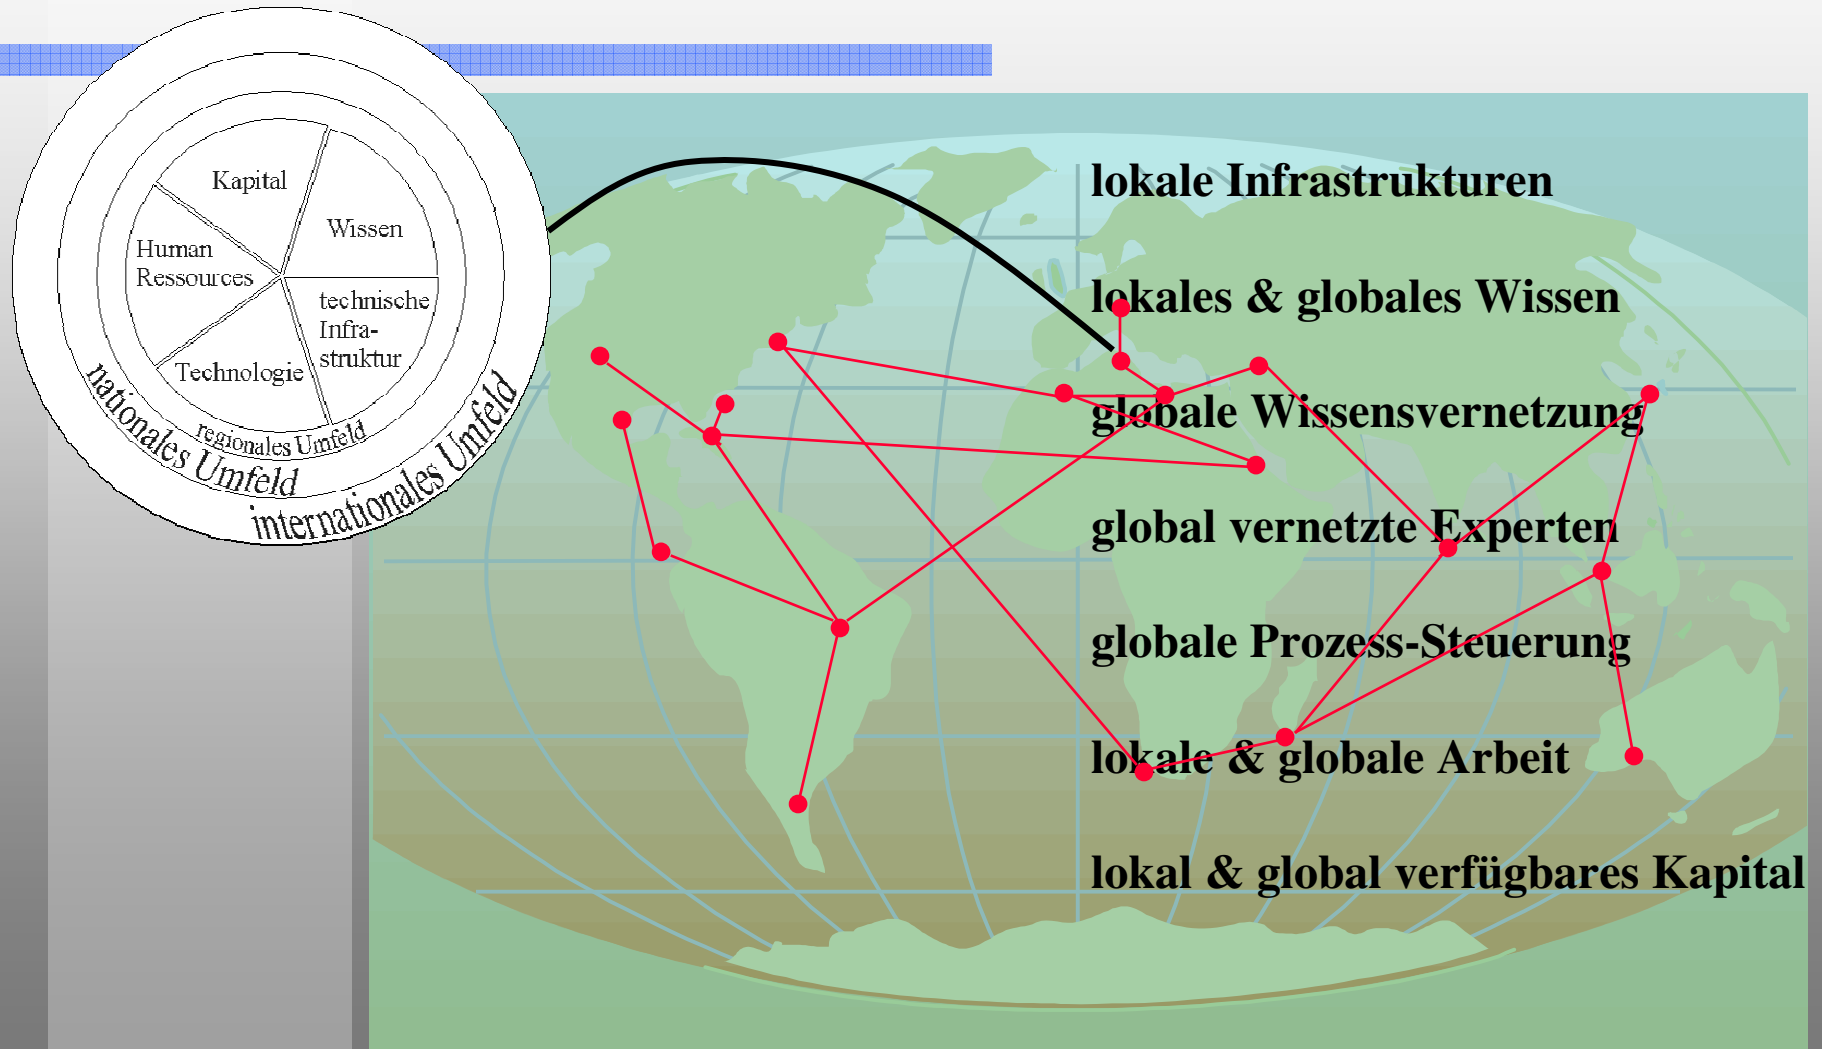 Kapital
Wissen
Human
Ressources
technische
Infra-
struktur
Technologie
regionales Umfeld
nationales Umfeld
internationales Umfeld
lokale Infrastrukturen
lokales & globales Wissen
globale Wissensvernetzung
global vernetzte Experten
globale Prozess-Steuerung
lokale & globale Arbeit
lokal & global verfügbares Kapital